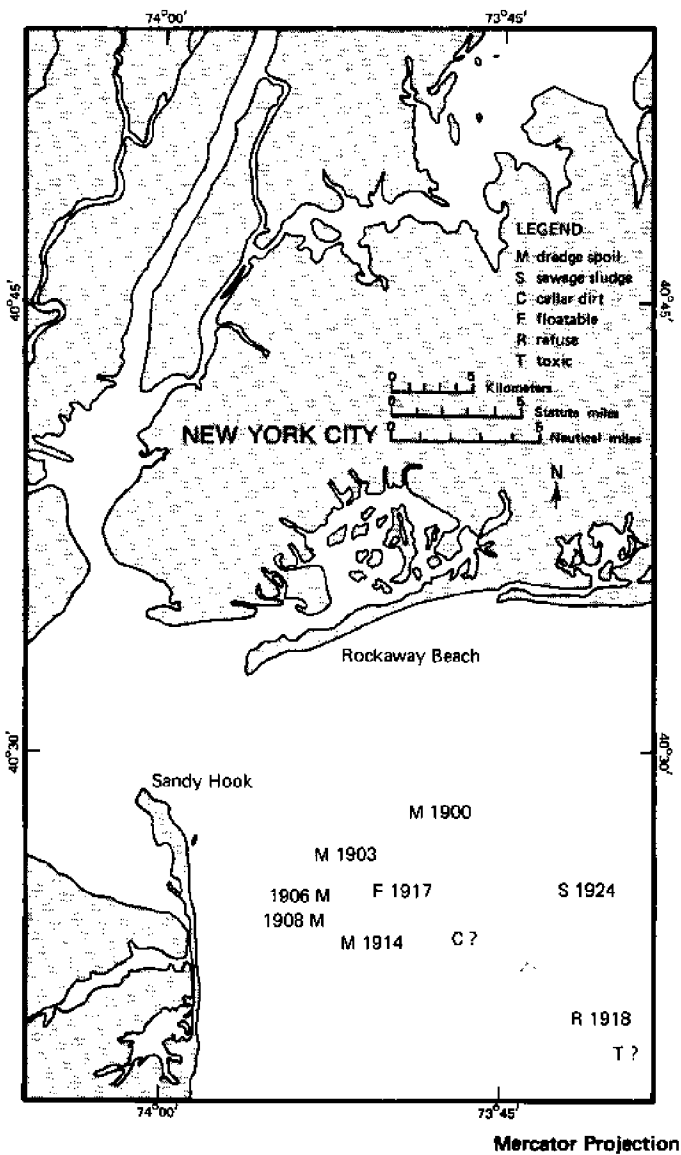 74°00′ 73°45′
LEGEND
M dredge spoil
S sewage sludge
C cellar dirt
F floatable
R refuse
T toxic
40°45′ 40°45′
0 5
Kilometers
0 5
Statute miles
0 5
Nautical miles
NEW YORK CITY
N
Rockaway Beach
40°30′ 40°30′
Sandy Hook
M 1900
M 1903
1906 M F 1917 S 1924
1908 M
M 1914 C ?
R 1918
T ?
74°00′ 73°45′
Mercator Projection